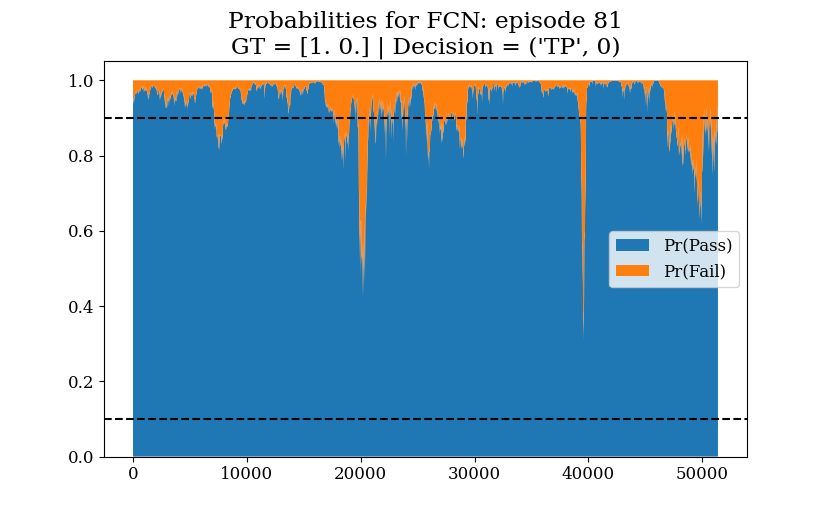 Probabilities for FCN: episode 81
GT = [1. 0.] | Decision = ('TP', 0)
1.0
0.8
0.6
0.4
0.2
0.0
Pr(Pass)
Pr(Fail)
0 10000 20000 30000 40000 50000